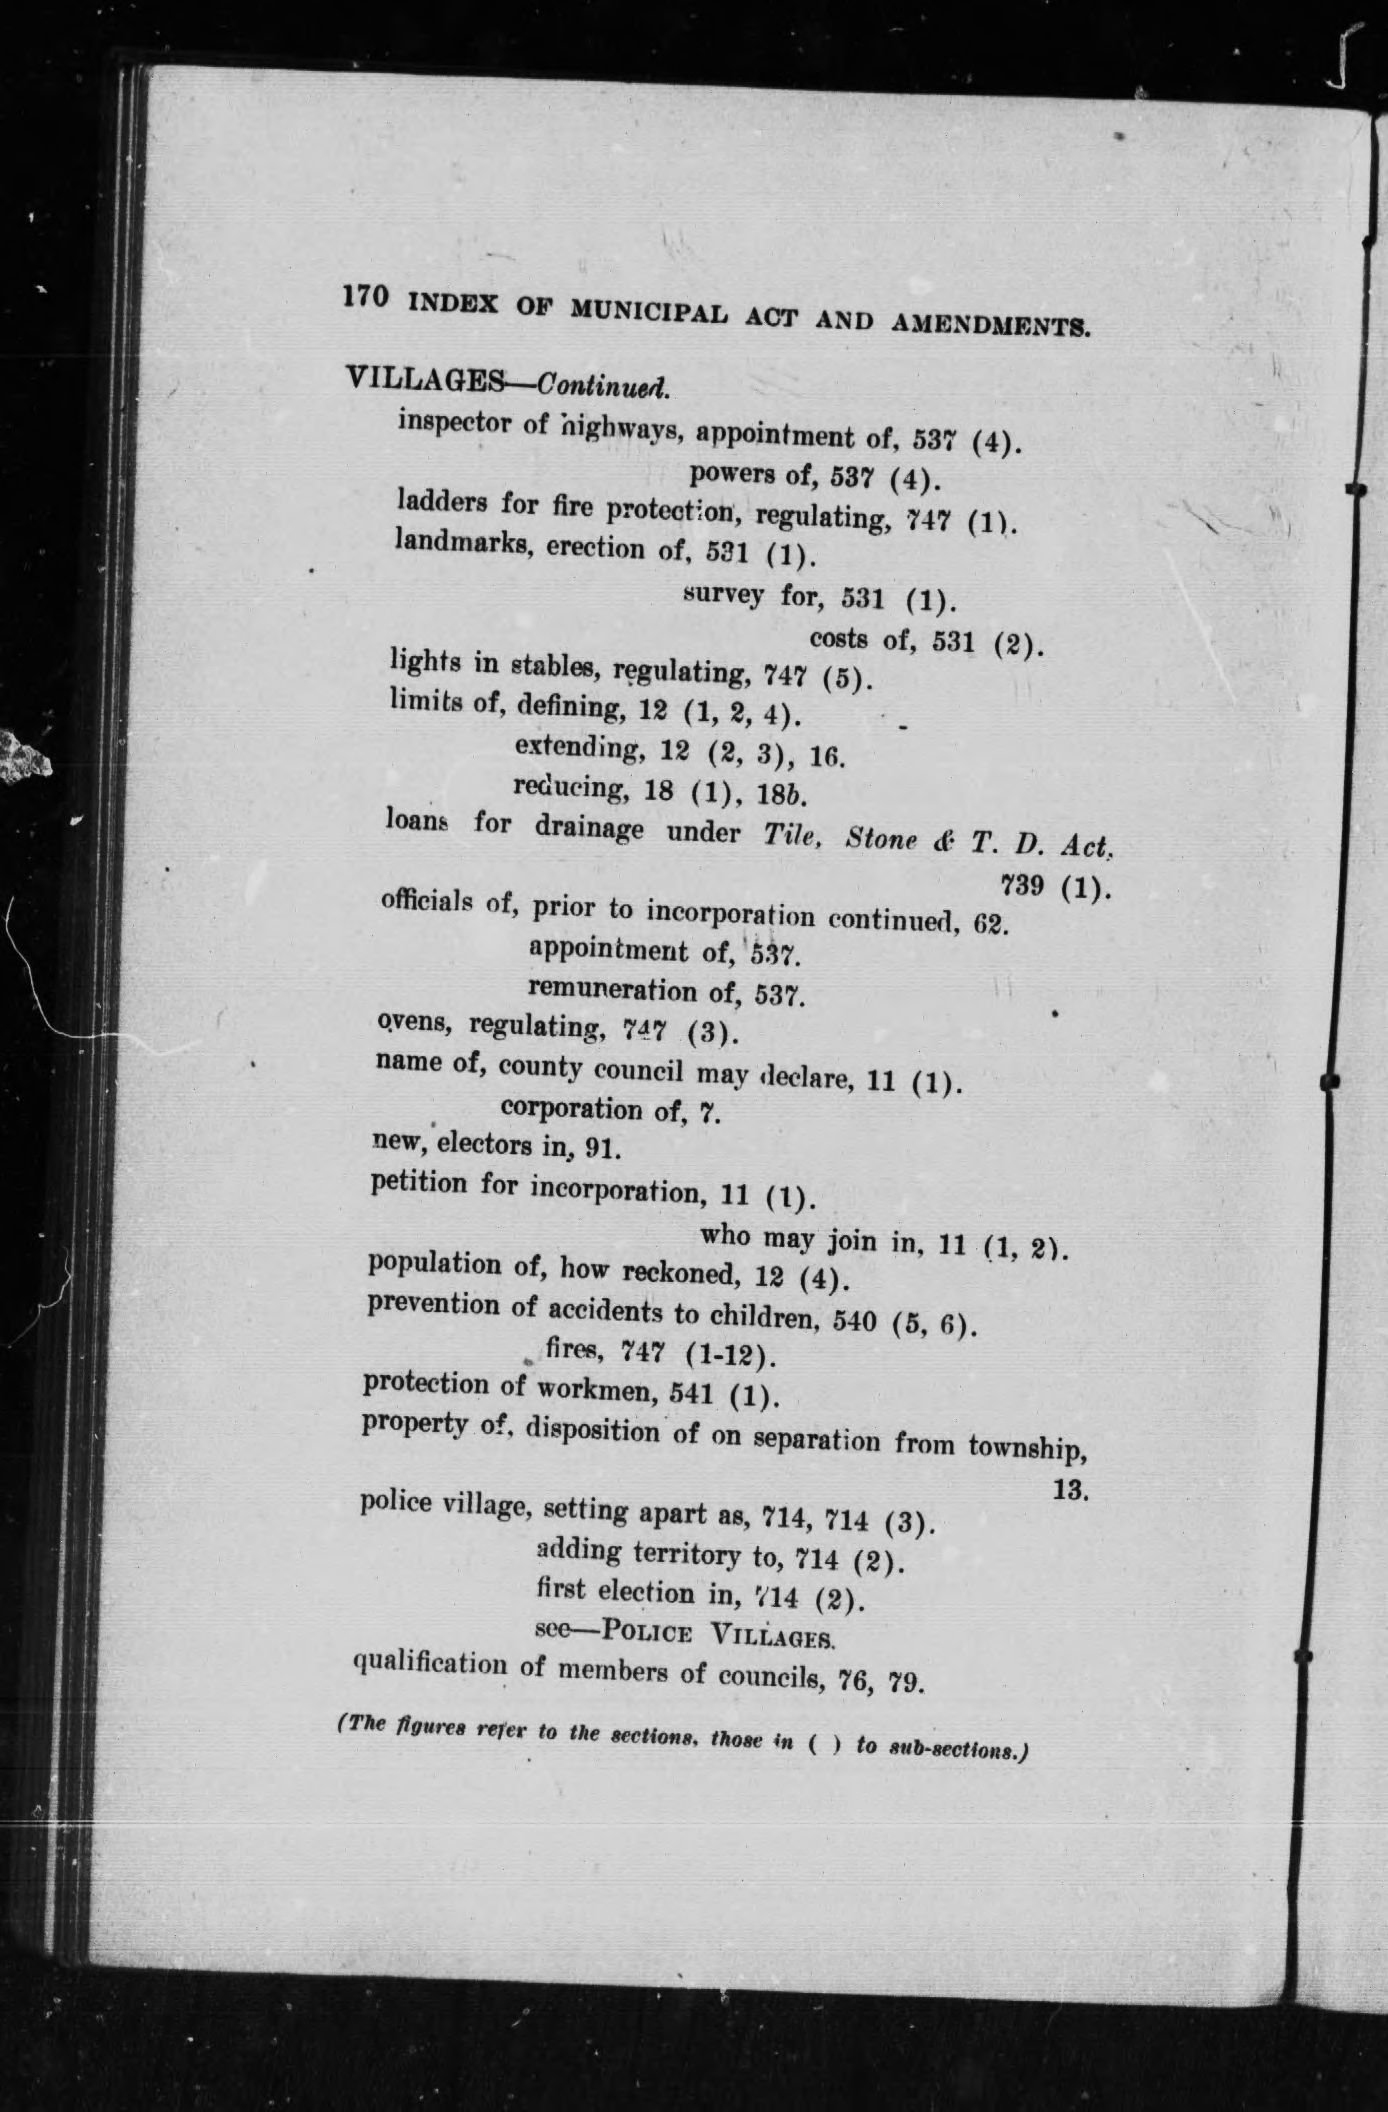 170 INDEX OF MUNICIPAL ACT AND AMENDMENTS.
VILLAGES—Continued.
inspector of highways, appointment of, 537 (4).
powers of, 537 (4).
ladders for fire protection, regulating, 747 (1).
landmarks, erection of, 531 (1).
survey for, 531 (1).
costs of, 531 (2).
lights in stables, regulating, 747 (5).
limits of, defining, 12 (1, 2, 4).
extending, 12 (2, 3), 16.
reducing, 18 (1), 18b.
loans for drainage under Tile, Stone & T. D. Act,
739 (1).
officials of, prior to incorporation continued, 62.
appointment of, 537.
remuneration of, 537.
ovens, regulating, 747 (3).
name of, county council may declare, 11 (1).
corporation of, 7.
new, electors in, 91.
petition for incorporation, 11 (1).
who may join in, 11 (1, 2).
population of, how reckoned, 12 (4).
prevention of accidents to children, 540 (5, 6).
fires, 747 (1-12).
protection of workmen, 541 (1).
property of, disposition of on separation from township,
13.
police village, setting apart as, 714, 714 (3).
adding territory to, 714 (2).
first election in, 714 (2).
see—POLICE VILLAGES.
qualification of members of councils, 76, 79.
(The figures refer to the sections, those in ( ) to sub-sections.)